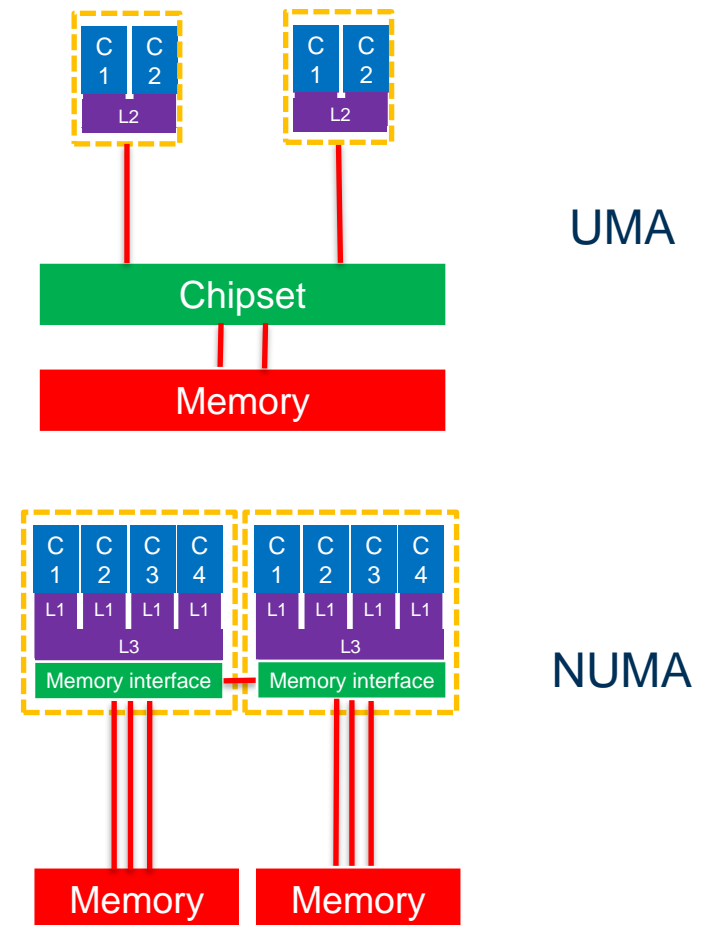 C C C C
1 2 1 2
L2 L2
UMA
Chipset
Memory
C C C C C C C C
1 2 3 4 1 2 3 4
L1 L1 L1 L1 L1 L1 L1 L1
L3 L3
Memory interface Memory interface
NUMA
Memory Memory